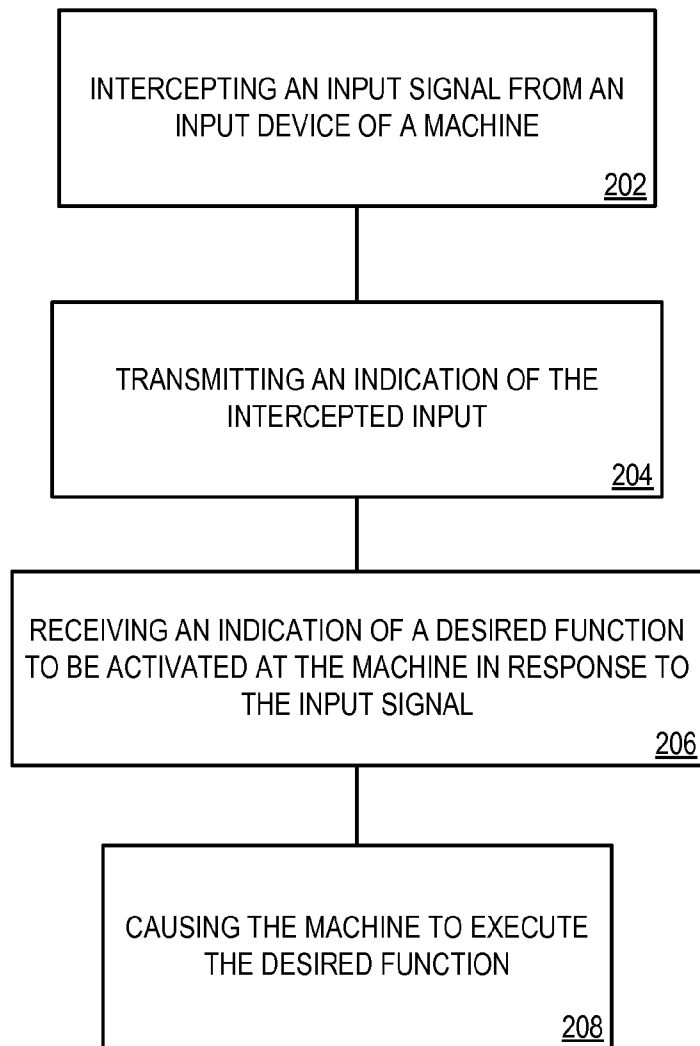 INTERCEPTING AN INPUT SIGNAL FROM AN
INPUT DEVICE OF A MACHINE
202
TRANSMITTING AN INDICATION OF THE
INTERCEPTED INPUT
204
RECEIVING AN INDICATION OF A DESIRED FUNCTION
TO BE ACTIVATED AT THE MACHINE IN RESPONSE TO
THE INPUT SIGNAL
206
CAUSING THE MACHINE TO EXECUTE
THE DESIRED FUNCTION
208